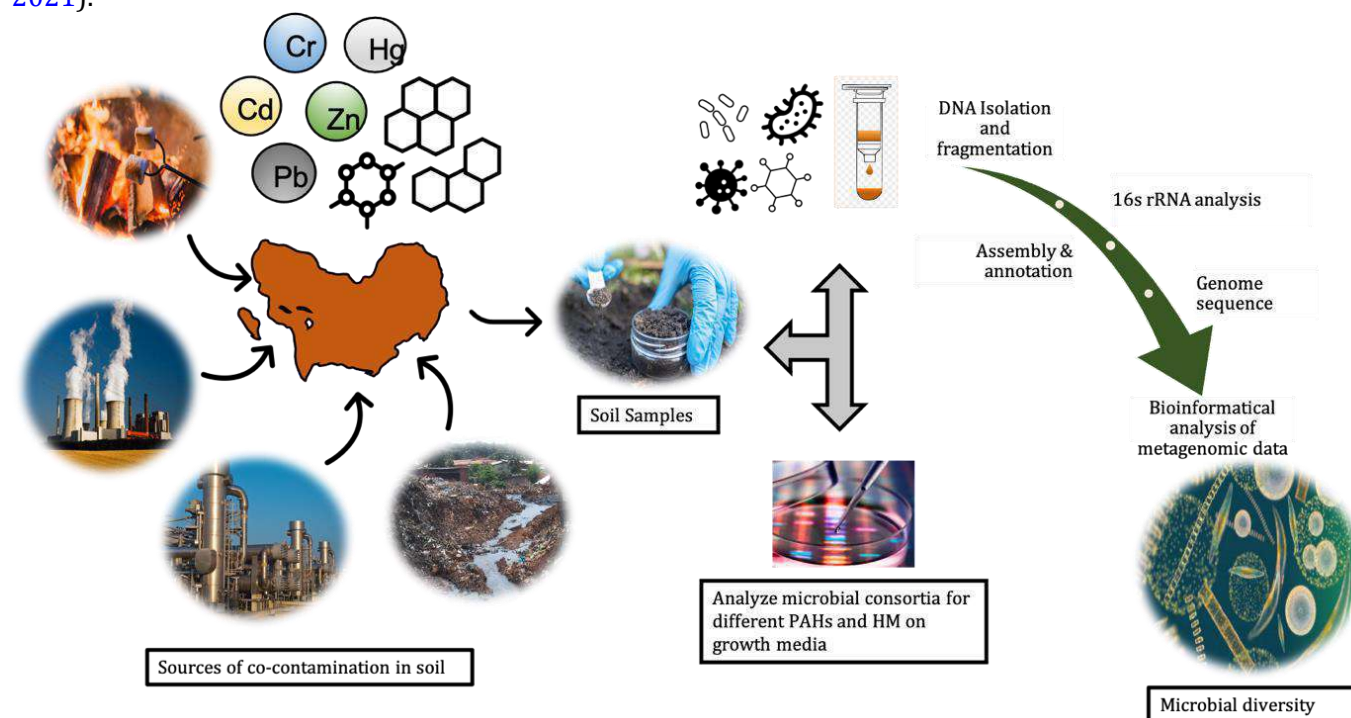 2021).
Cr
Hg
Cd
Zn
Pb
DNA Isolation
and
fragmentation
16s rRNA analysis
Assembly &
annotation
Genome
sequence
Soil Samples
Bioinformatical
analysis of
metagenomic data
Analyze microbial consortia for
different PAHs and HM on
growth media
Sources of co-contamination in soil
Microbial diversity